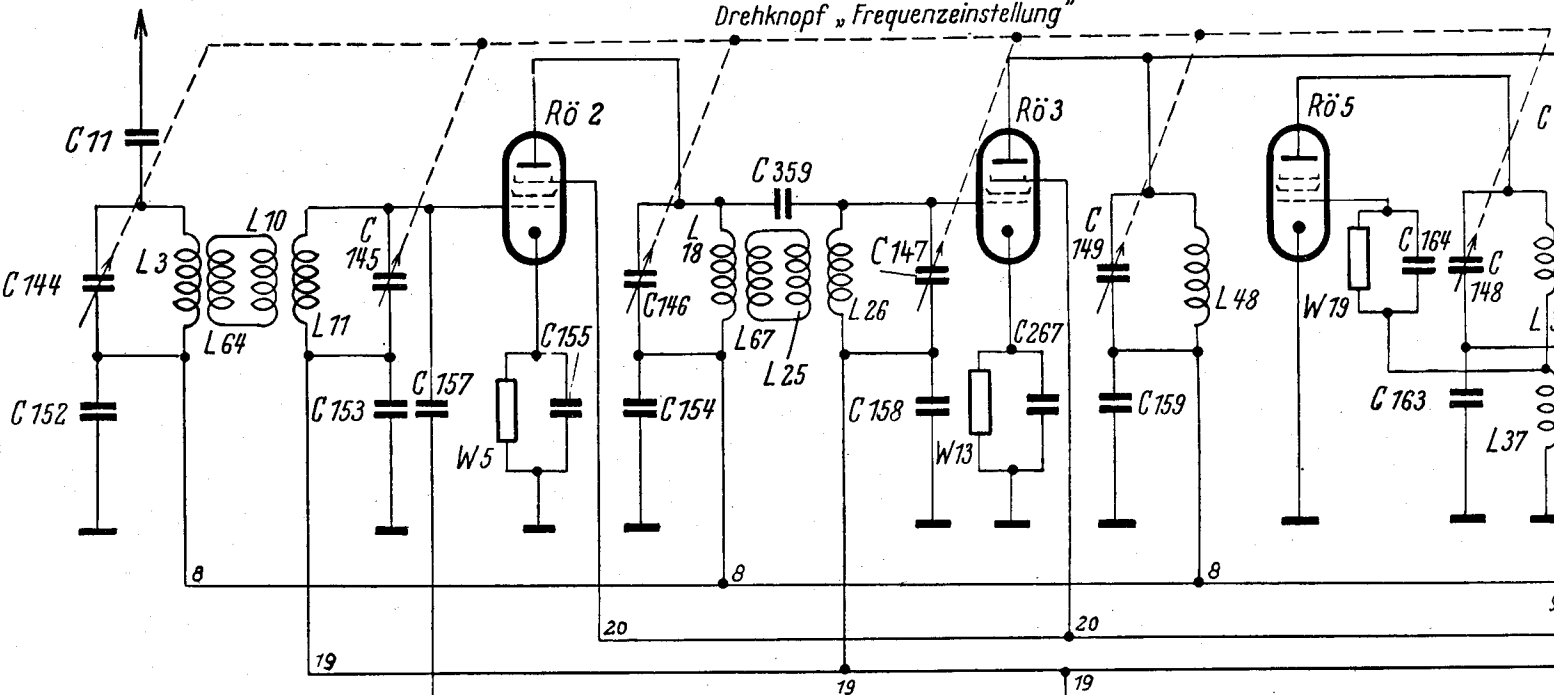 Drehknopf „Frequenzeinstellung"
C 11
Rö 2
Rö 3
Rö 5
C
C 359
L 10
L3
C
145
L
18
C 147
C
149
C 164
C
148
C 144
C 146
L 11
L 64
L 67
L 25
L 26
L 48
W 19
C 155
C 267
C 152
C 153
C 157
C 154
C 158
C 159
C 163
W 5
W 13
L 37
8
8
8
20
20
19
19
19